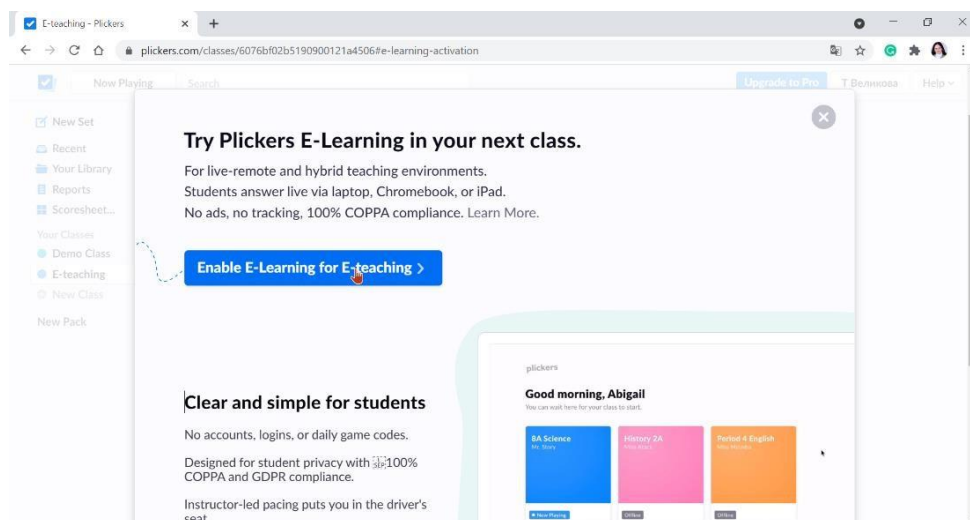 E-teaching - Plickers
plickers.com/classes/6076bf02b5190900121a4506#e-learning-activation
Now Playing
Search
Upgrade to Pro
Т Великова
Help
New Set
Recent
Your Library
Reports
Scoresheet...
Your Classes
Demo Class
E-teaching
New Class
New Pack
Try Plickers E-Learning in your next class.
For live-remote and hybrid teaching environments.
Students answer live via laptop, Chromebook, or iPad.
No ads, no tracking, 100% COPPA compliance. Learn More.
Enable E-Learning for E-teaching >
Clear and simple for students
No accounts, logins, or daily game codes.
Designed for student privacy with 100%
COPPA and GDPR compliance.
Instructor-led pacing puts you in the driver's
seat
plickers
Good morning, Abigail
You can wait here for your class to start.
8A Science
Mr. Story
History 2A
Period 4 English
Now Playing
Offline
Offline